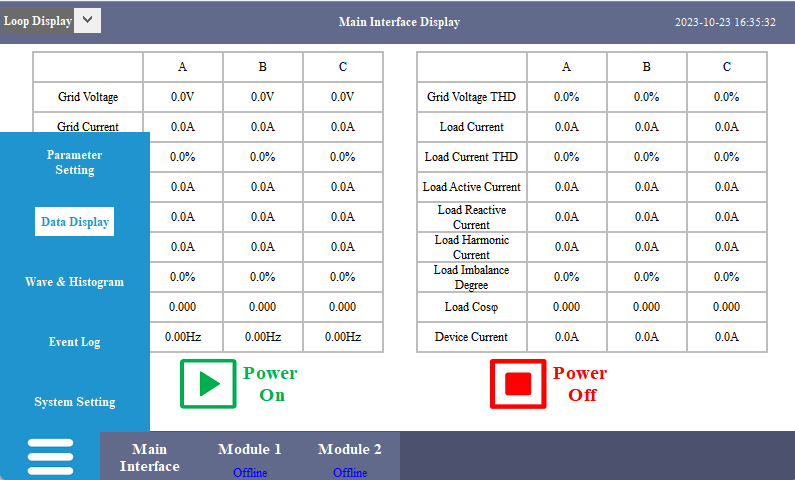 Loop Display
Main Interface Display
2023-10-23 16:35:32
A B C
Grid Voltage 0.0V 0.0V 0.0V
Grid Current 0.0A 0.0A 0.0A
0.0% 0.0% 0.0%
0.0A 0.0A 0.0A
0.0A 0.0A 0.0A
0.0A 0.0A 0.0A
0.0% 0.0% 0.0%
0.000 0.000 0.000
0.00Hz 0.00Hz 0.00Hz
A B C
Grid Voltage THD 0.0% 0.0% 0.0%
Load Current 0.0A 0.0A 0.0A
Load Current THD 0.0% 0.0% 0.0%
Load Active Current 0.0A 0.0A 0.0A
Load Reactive
Current 0.0A 0.0A 0.0A
Load Harmonic
Current 0.0A 0.0A 0.0A
Load Imbalance
Degree 0.0% 0.0% 0.0%
Load Cosφ 0.000 0.000 0.000
Device Current 0.0A 0.0A 0.0A
Parameter
Setting
Data Display
Wave & Histogram
Event Log
System Setting
Power
On
Power
Off
Main
Interface
Module 1
Offline
Module 2
Offline